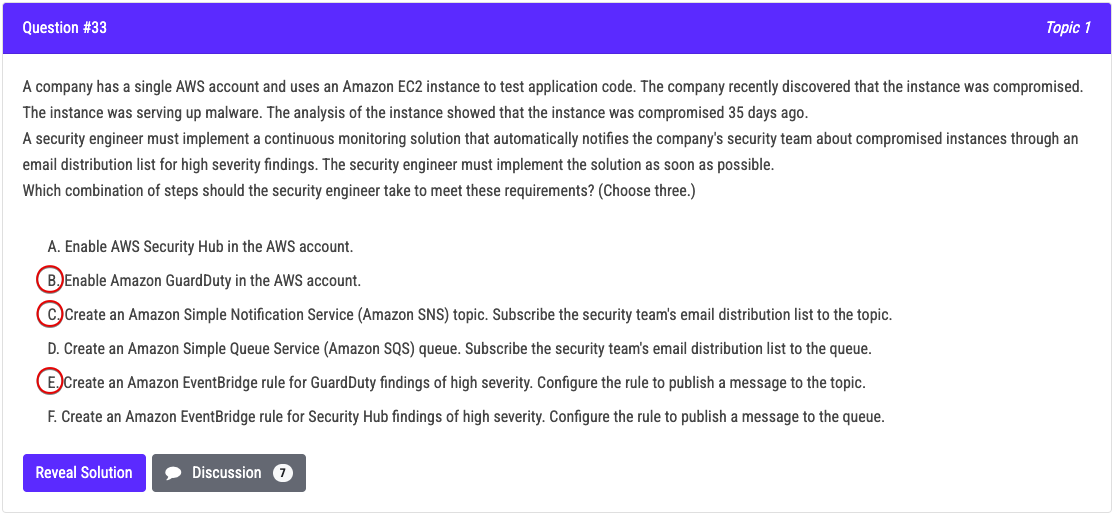 Question #33
Topic 1
A company has a single AWS account and uses an Amazon EC2 instance to test application code. The company recently discovered that the instance was compromised.
The instance was serving up malware. The analysis of the instance showed that the instance was compromised 35 days ago.
A security engineer must implement a continuous monitoring solution that automatically notifies the company's security team about compromised instances through an
email distribution list for high severity findings. The security engineer must implement the solution as soon as possible.
Which combination of steps should the security engineer take to meet these requirements? (Choose three.)
A. Enable AWS Security Hub in the AWS account.
B. Enable Amazon GuardDuty in the AWS account.
C. Create an Amazon Simple Notification Service (Amazon SNS) topic. Subscribe the security team's email distribution list to the topic.
D. Create an Amazon Simple Queue Service (Amazon SQS) queue. Subscribe the security team's email distribution list to the queue.
E. Create an Amazon EventBridge rule for GuardDuty findings of high severity. Configure the rule to publish a message to the topic.
F. Create an Amazon EventBridge rule for Security Hub findings of high severity. Configure the rule to publish a message to the queue.
Reveal Solution
Discussion 7